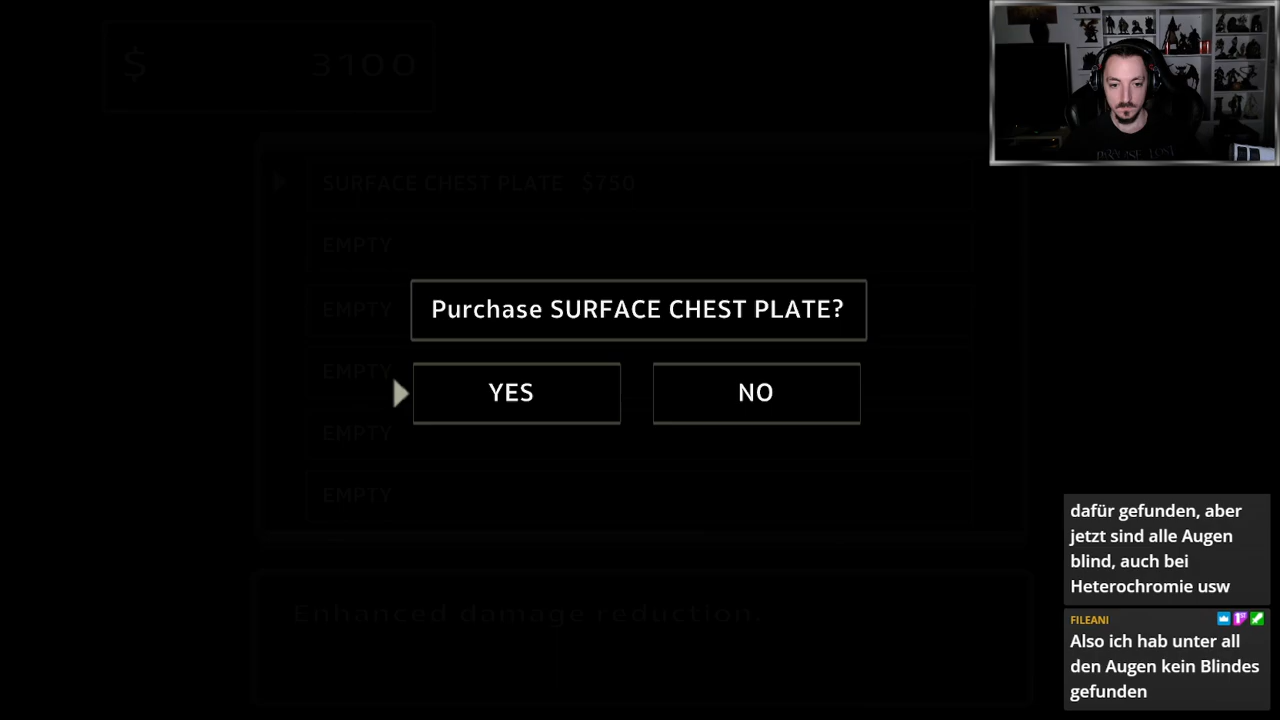 $ 3100
SURFACE CHEST PLATE $750
EMPTY
EMPTY
Purchase SURFACE CHEST PLATE?
EMPTY
YES NO
EMPTY
EMPTY
Enhanced damage reduction.
dafür gefunden, aber
jetzt sind alle Augen
blind, auch bei
Heterochromie usw
FILEANI
Also ich hab unter all
den Augen kein Blindes
gefunden